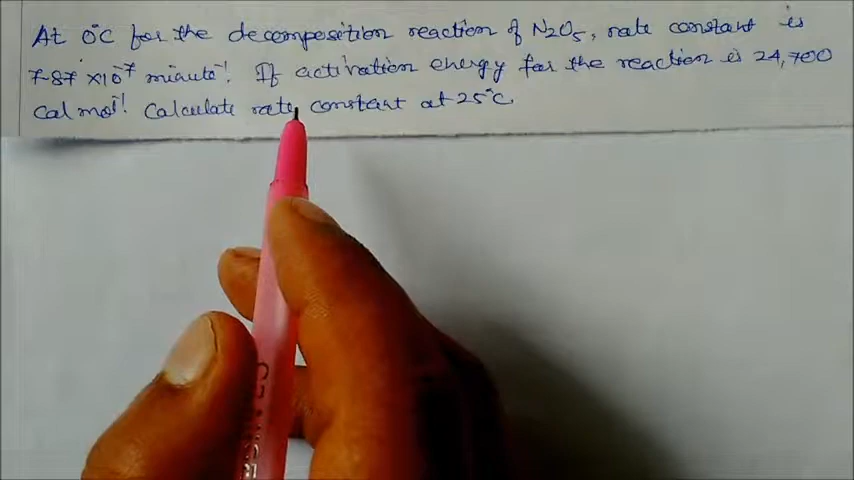 At 0°C for the decomposition reaction of N₂O₅, rate constant is
7.87 × 10⁻⁷ minute⁻¹. If activation energy for the reaction is 24,700
cal mol⁻¹. Calculate rate constant at 25°C.